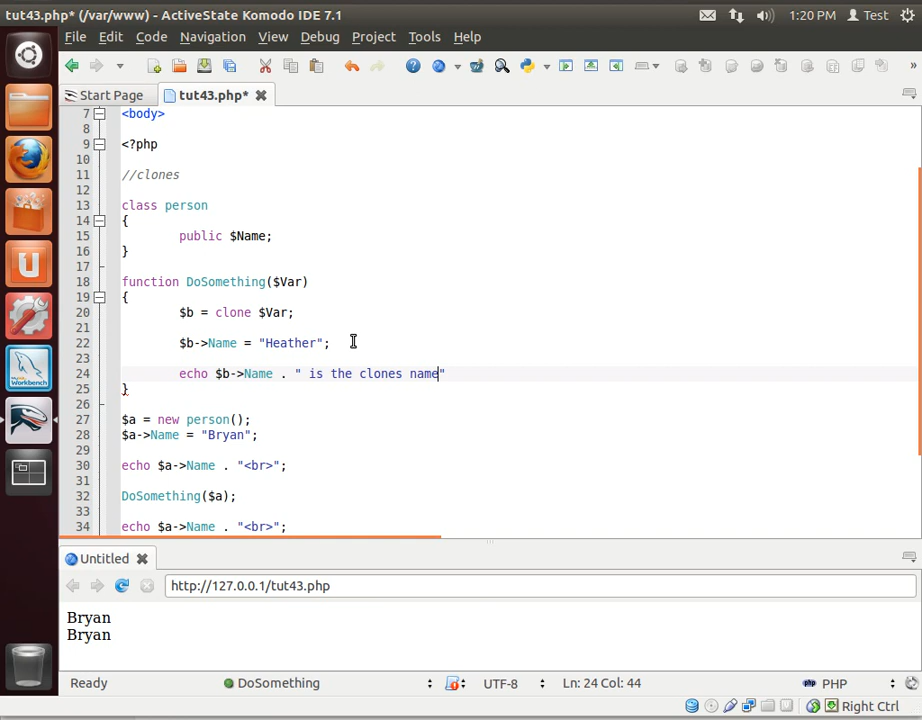 tut43.php* (/var/www) - ActiveState Komodo IDE 7.1
1:20 PM Test
File Edit Code Navigation View Debug Project Tools Help
Start Page tut43.php*
7 <body>
8
9 <?php
10
11 //clones
12
13 class person
14 {
15 public $Name;
16 }
17
18 function DoSomething($Var)
19 {
20 $b = clone $Var;
21
22 $b->Name = "Heather";
23
24 echo $b->Name . " is the clones name"
25 }
26
27 $a = new person();
28 $a->Name = "Bryan";
29
30 echo $a->Name . "<br>";
31
32 DoSomething($a);
33
34 echo $a->Name . "<br>";
Untitled
http://127.0.0.1/tut43.php
Bryan
Bryan
MySQL Workbench
Ready DoSomething UTF-8 Ln: 24 Col: 44 php PHP
Right Ctrl